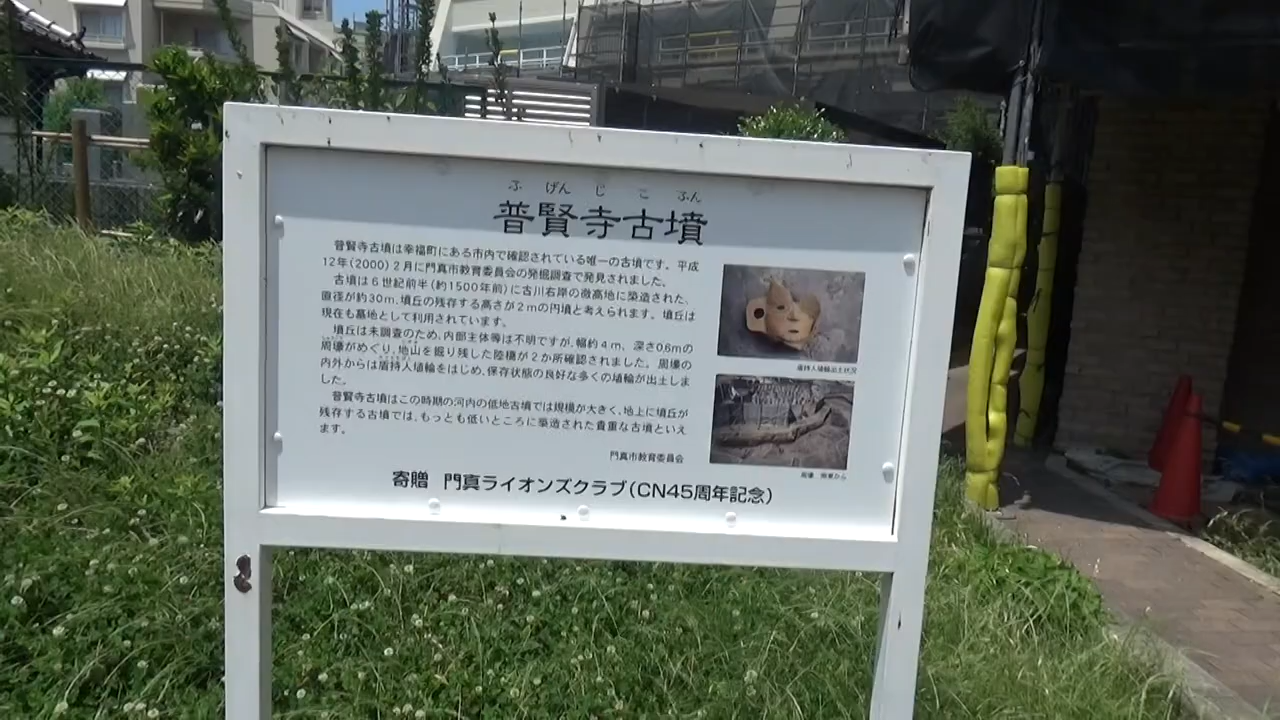 ふ げん じ こ ふん
普賢寺古墳
普賢寺古墳は幸福町にある市内で確認されている唯一の古墳です。平成
12年(2000)2月に門真市教育委員会の発掘調査で発見されました。
古墳は6世紀前半(約1500年前)に古川右岸の微高地に築造された、
直径が約30m、墳丘の残存する高さが2mの円墳と考えられます。墳丘は
現在も墓地として利用されています。
墳丘は未調査のため、内部主体等は不明ですが、幅約4m、深さ0.6mの
周壕がめぐり、地山を掘り残した陸橋が2か所確認されました。周壕の
内外からは盾持人埴輪をはじめ、保存状態の良好な多くの埴輪が出土しま
した。
普賢寺古墳はこの時期の河内の低地古墳では規模が大きく、地上に墳丘が
残存する古墳では、もっとも低いところに築造された貴重な古墳といえ
ます。
門真市教育委員会
盾持人埴輪出土状況
寄贈 門真ライオンズクラブ(CN45周年記念)